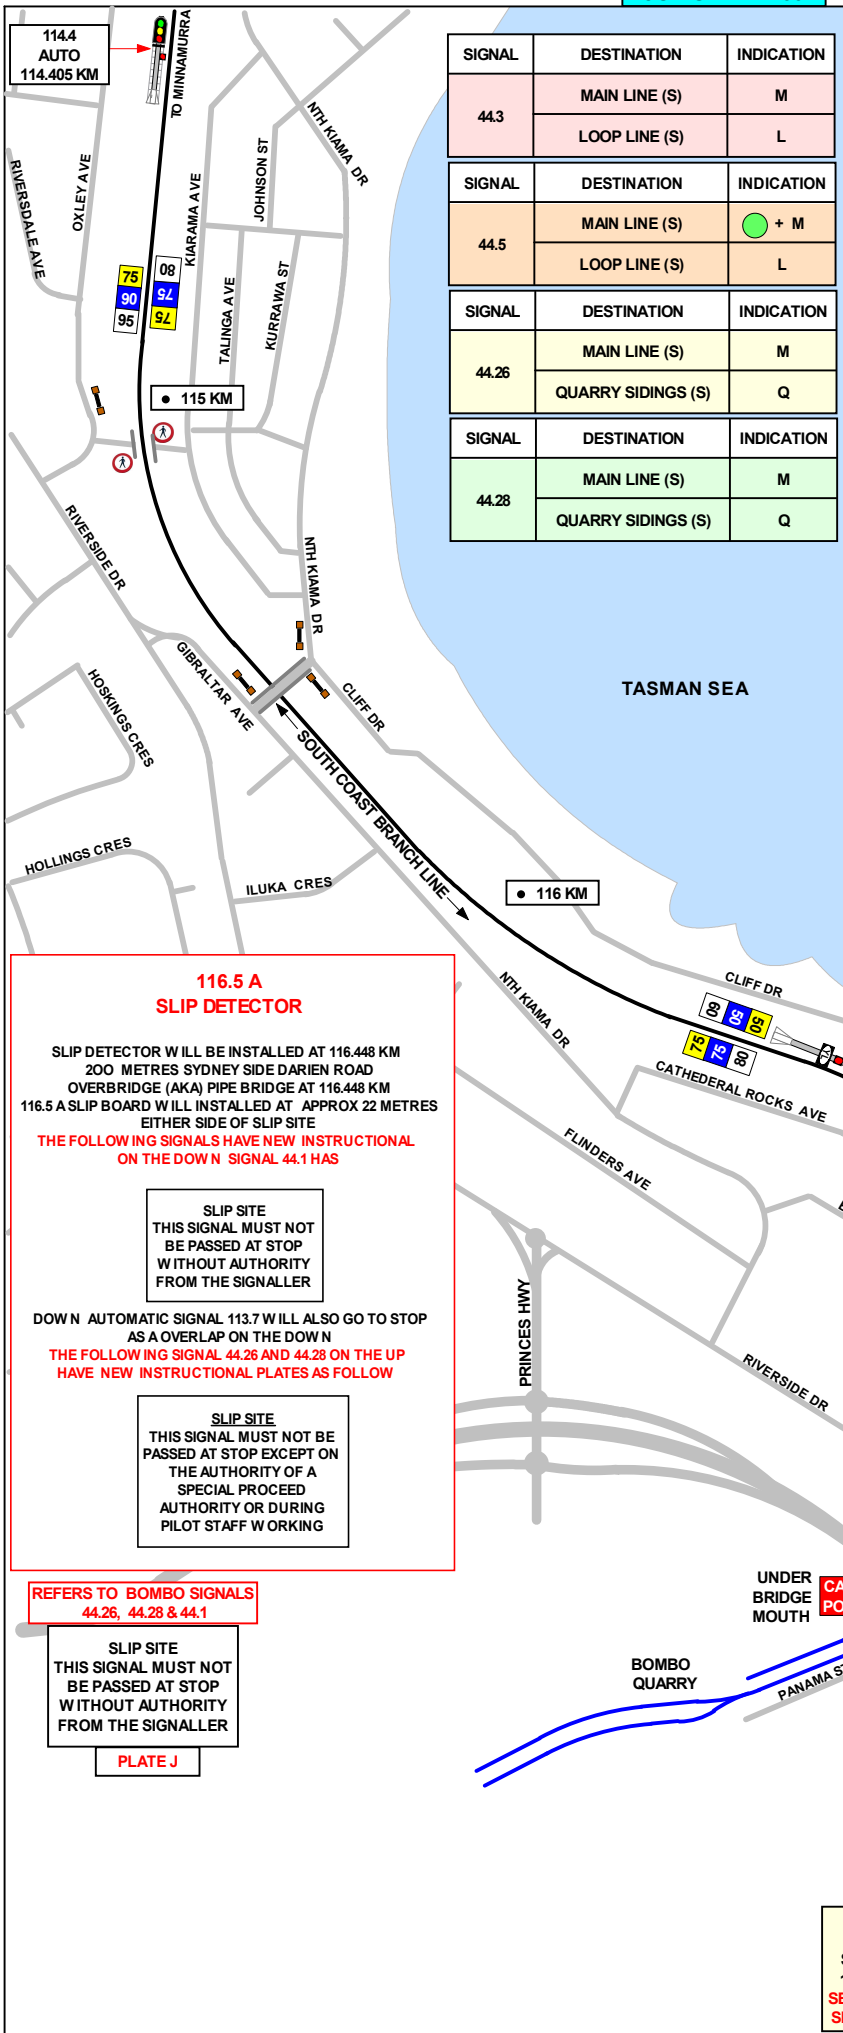 114.4
AUTO
114.405 KM
TO MINNAMURRA
SIGNAL DESTINATION INDICATION
44.3 MAIN LINE (S) M
LOOP LINE (S) L
SIGNAL DESTINATION INDICATION
44.5 MAIN LINE (S) + M
LOOP LINE (S) L
SIGNAL DESTINATION INDICATION
44.26 MAIN LINE (S) M
QUARRY SIDINGS (S) Q
SIGNAL DESTINATION INDICATION
44.28 MAIN LINE (S) M
QUARRY SIDINGS (S) Q
NTH KIAMA DR
RIVERSDALE AVE
OXLEY AVE
KIARAMA AVE
JOHNSON ST
TALINGA AVE
KURRAWA ST
75
90
95
80
75
75
115 KM
RIVERSIDE DR
NTH KIAMA DR
GIBRALTAR AVE
CLIFF DR
HOSKINGS CRES
TASMAN SEA
SOUTH COAST BRANCH LINE
HOLLINGS CRES
ILUKA CRES
116 KM
NTH KIAMA DR
CLIFF DR
60
50
50
75
75
80
CATHEDERAL ROCKS AVE
FLINDERS AVE
116.5 A
SLIP DETECTOR
SLIP DETECTOR WILL BE INSTALLED AT 116.448 KM
200 METRES SYDNEY SIDE DARIEN ROAD
OVERBRIDGE (AKA) PIPE BRIDGE AT 116.448 KM
116.5 A SLIP BOARD WILL INSTALLED AT APPROX 22 METRES
EITHER SIDE OF SLIP SITE
THE FOLLOWING SIGNALS HAVE NEW INSTRUCTIONAL
ON THE DOWN SIGNAL 44.1 HAS
SLIP SITE
THIS SIGNAL MUST NOT
BE PASSED AT STOP
WITHOUT AUTHORITY
FROM THE SIGNALLER
DOWN AUTOMATIC SIGNAL 113.7 WILL ALSO GO TO STOP
AS A OVERLAP ON THE DOWN
THE FOLLOWING SIGNAL 44.26 AND 44.28 ON THE UP
HAVE NEW INSTRUCTIONAL PLATES AS FOLLOW
SLIP SITE
THIS SIGNAL MUST NOT BE
PASSED AT STOP EXCEPT ON
THE AUTHORITY OF A
SPECIAL PROCEED
AUTHORITY OR DURING
PILOT STAFF WORKING
PRINCES HWY
RIVERSIDE DR
REFERS TO BOMBO SIGNALS
44.26, 44.28 & 44.1
SLIP SITE
THIS SIGNAL MUST NOT
BE PASSED AT STOP
WITHOUT AUTHORITY
FROM THE SIGNALLER
PLATE J
UNDER
BRIDGE
MOUTH
CA
PO
BOMBO
QUARRY
PANAMA ST
SE